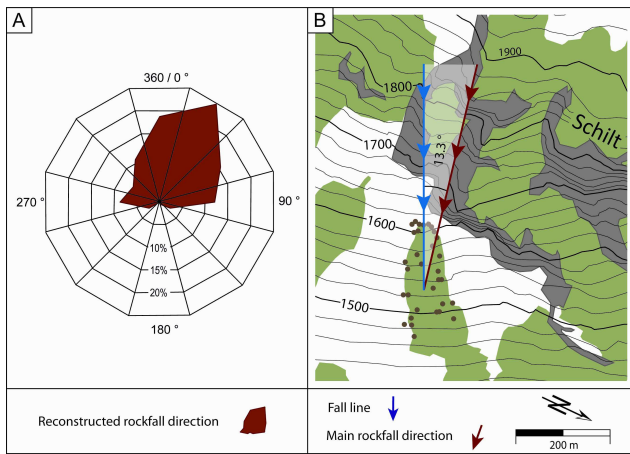 A
360 / 0 °
270 °
90 °
10%
15%
20%
180 °
Reconstructed rockfall direction
B
1900
1800
Schilt
1700
13.3 °
1600
1500
Fall line
N
Main rockfall direction
200 m